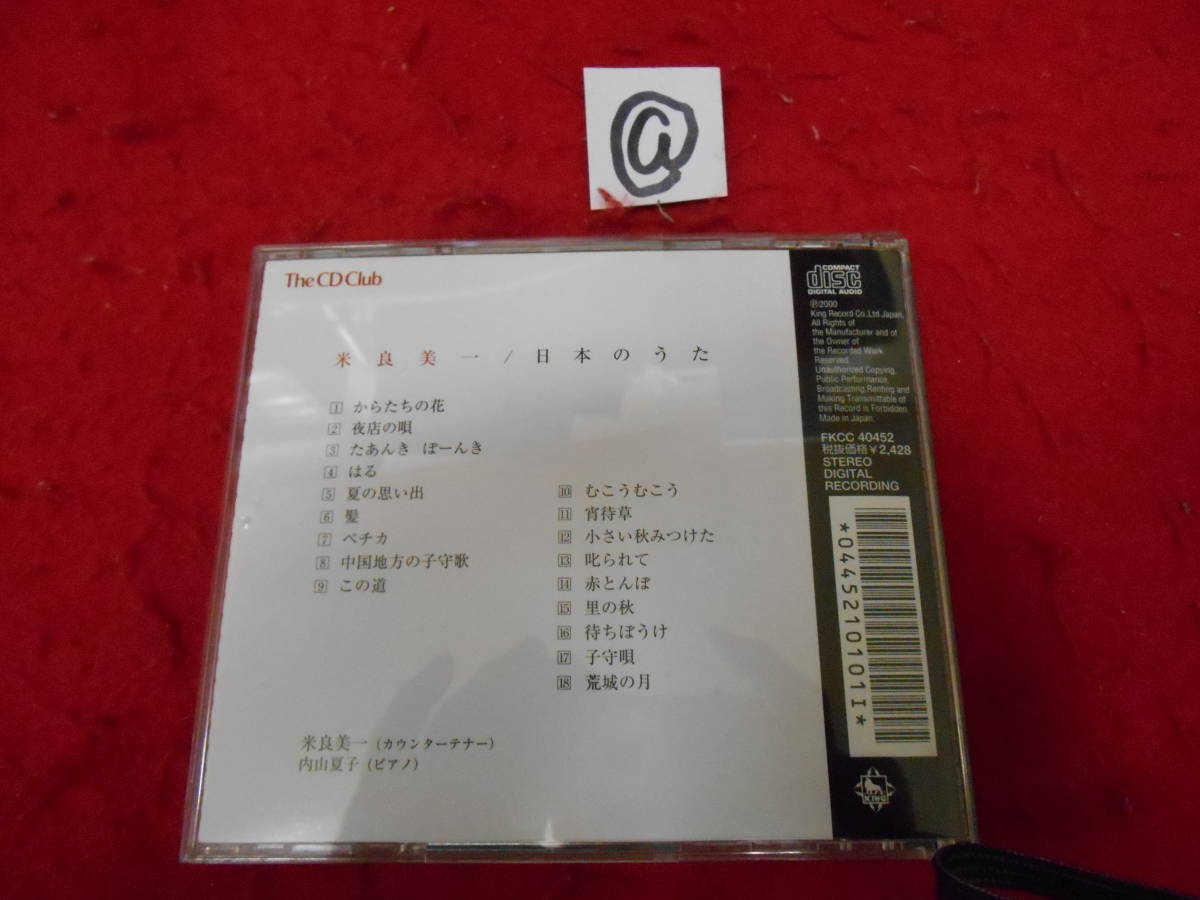 @
The CD Club
米良美一/日本のうた
1 からたちの花
2 夜店の唄
3 たあんき ぽーんき
4 はる
5 夏の思い出
6 髪
7 ペチカ
8 中国地方の子守歌
9 この道
10 むこうむこう
11 宵待草
12 小さい秋みつけた
13 叱られて
14 赤とんぼ
15 里の秋
16 待ちぼうけ
17 子守唄
18 荒城の月
米良美一(カウンターテナー)
内山夏子(ピアノ)
COMPACT
disc
DIGITAL AUDIO
℗2000
King Record Co.,Ltd.Japan.
All Rights of
the Manufacturer and of
the Owner of
the Recorded Work
Reserved.
Unauthorized Copying,
Public Performance,
Broadcasting,Renting and
Making Transmittable of
this Record is Forbidden.
Made in Japan.
FKCC 40452
税抜価格¥2,428
STEREO
DIGITAL
RECORDING
*0445210101I*
KING